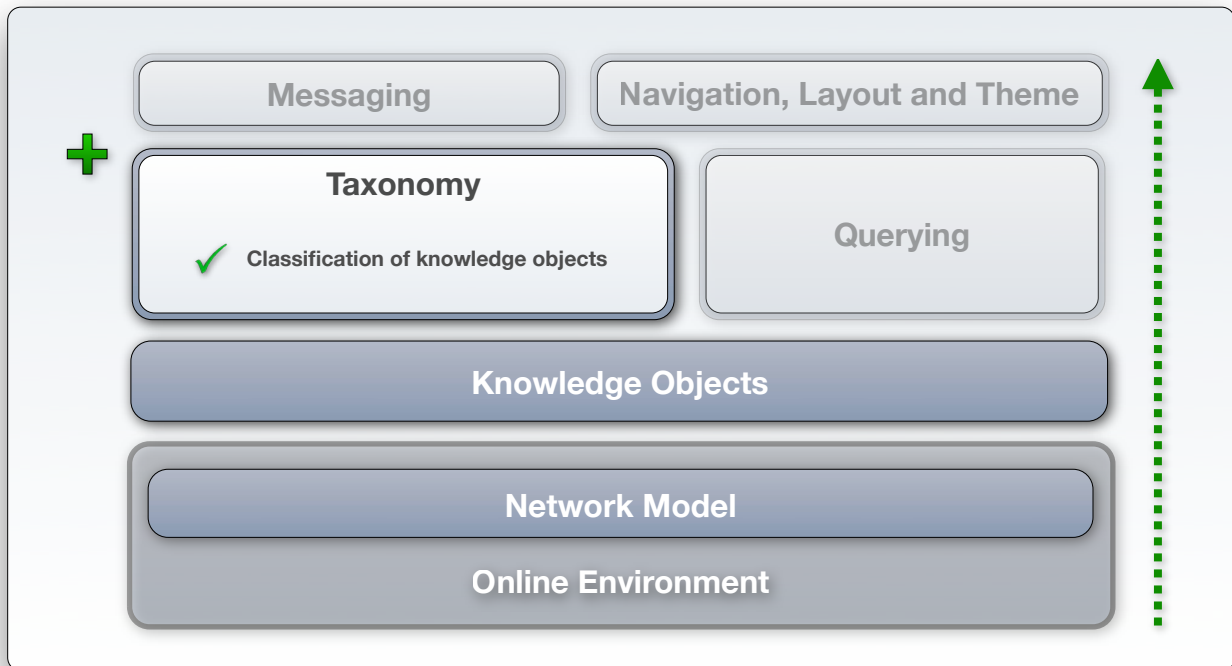 Messaging
Navigation, Layout and Theme
Taxonomy
Classification of knowledge objects
Querying
Knowledge Objects
Network Model
Online Environment